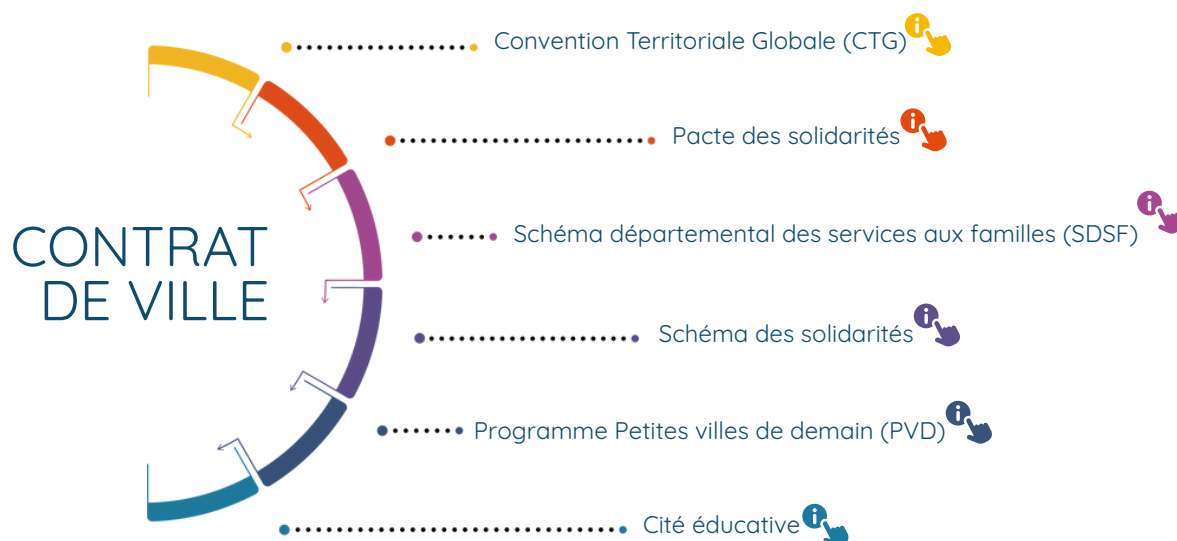 Convention Territoriale Globale (CTG)
Pacte des solidarités
Schéma départemental des services aux familles (SDSF)
CONTRAT
DE VILLE
Schéma des solidarités
Programme Petites villes de demain (PVD)
Cité éducative